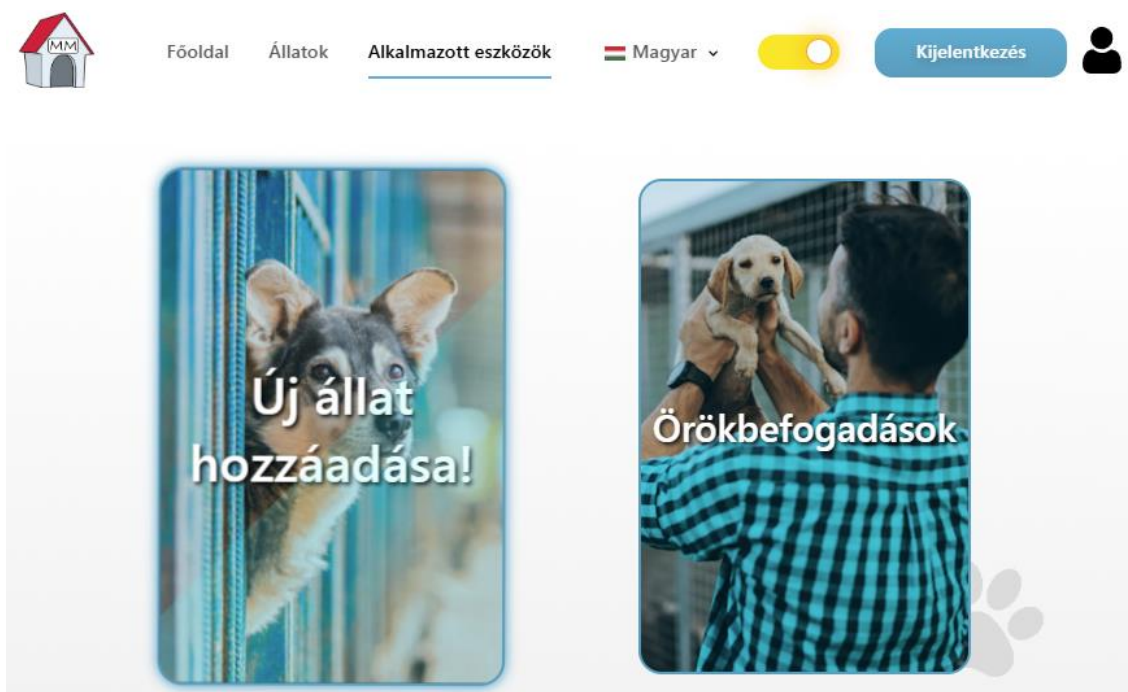 MM
Főoldal
Állatok
Alkalmazott eszközök
Magyar
Kijelentkezés
Új állat
hozzáadása!
Örökbefogadások